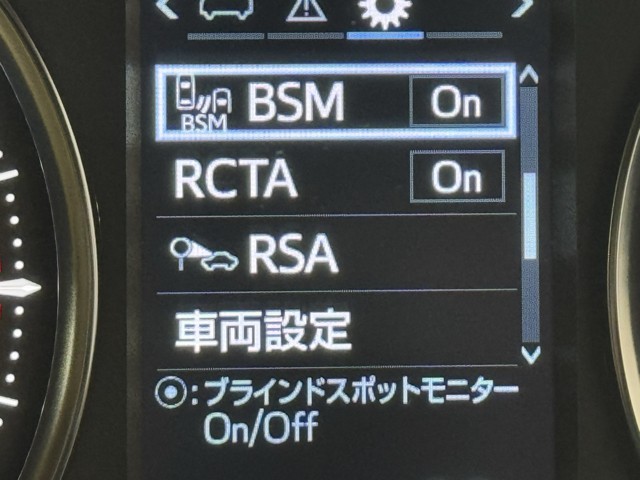 BSM BSM On
RCTA On
RSA
車両設定
:ブラインドスポットモニター
On/Off